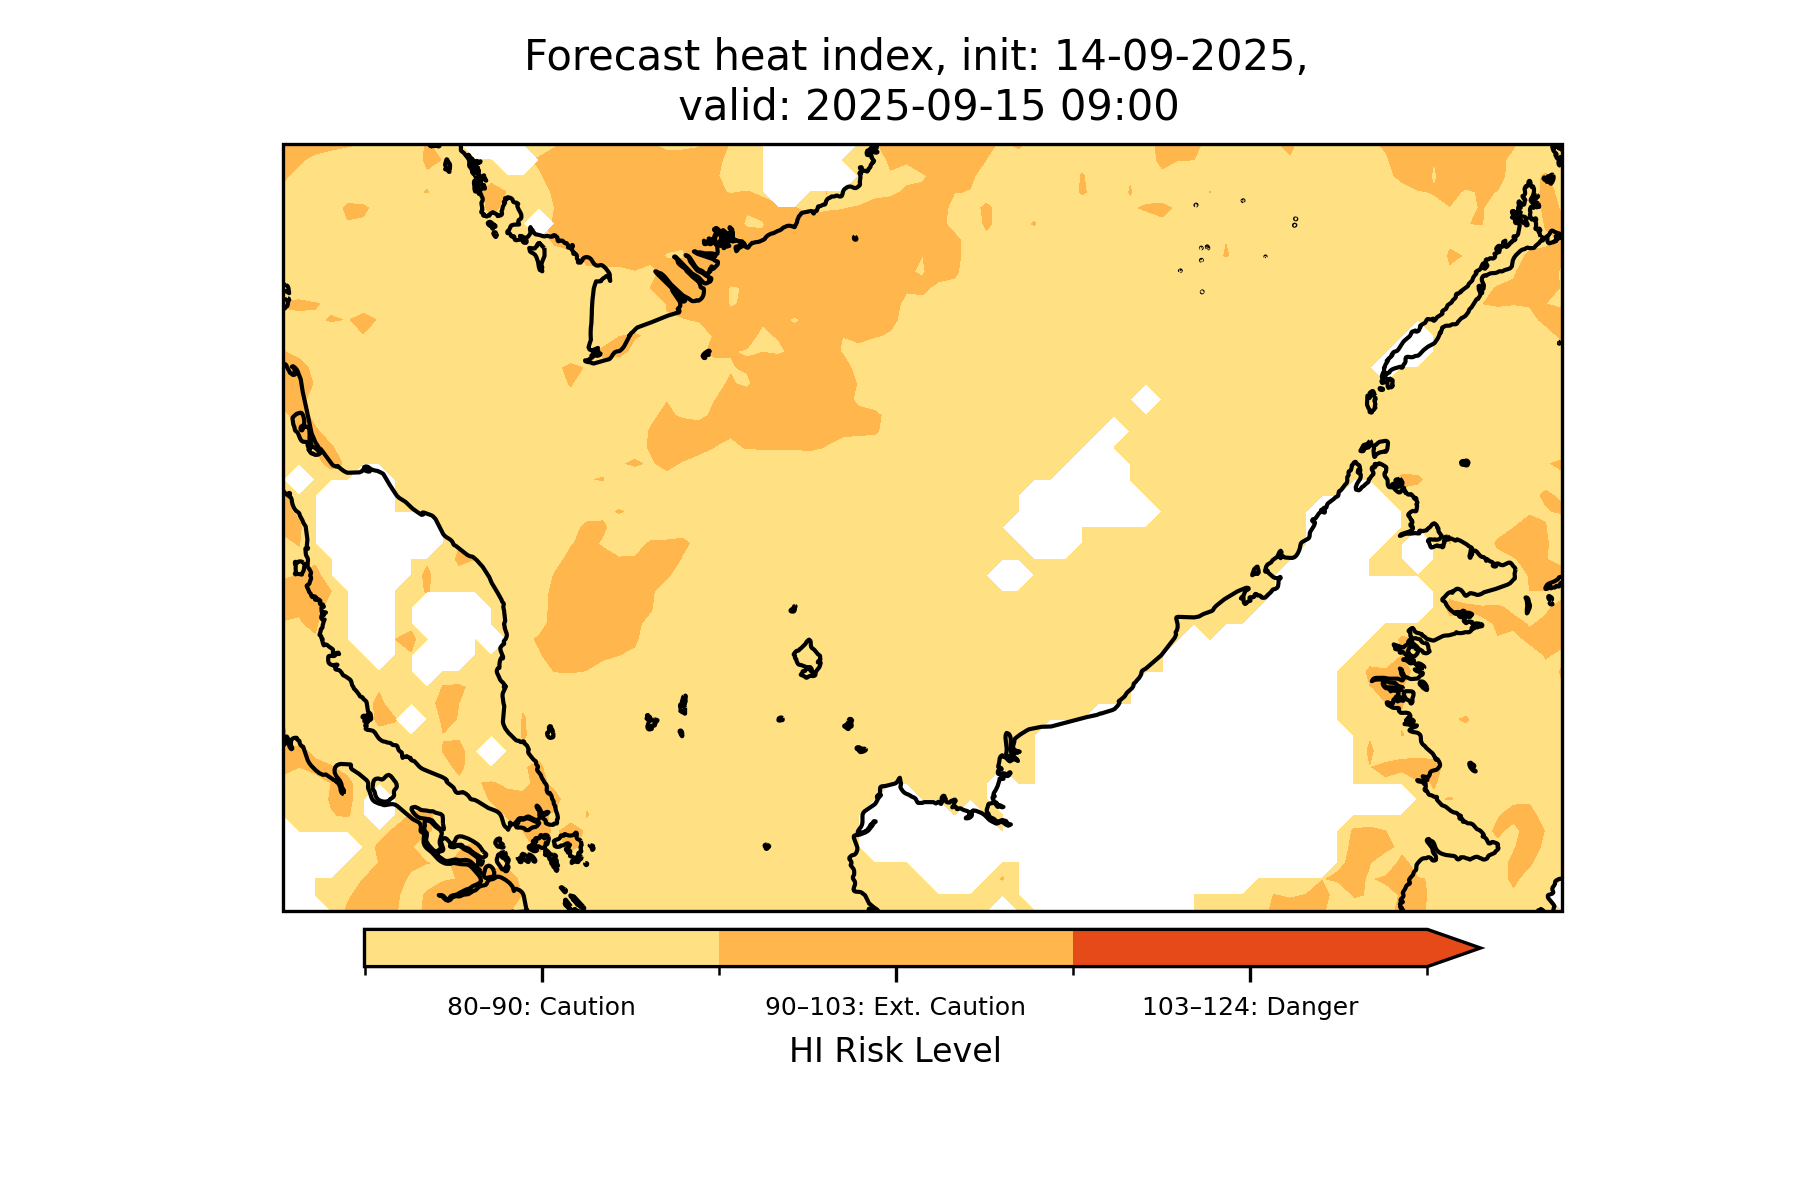 Forecast heat index, init: 14-09-2025,
valid: 2025-09-15 09:00
80–90: Caution
90–103: Ext. Caution
103–124: Danger
HI Risk Level